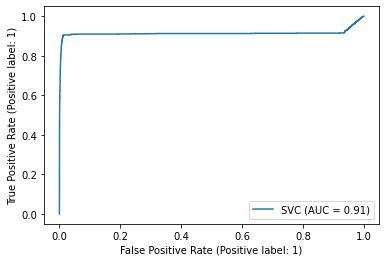 True Positive Rate (Positive label: 1)
1.0
0.8
0.6
0.4
0.2
0.0
SVC (AUC = 0.91)
0.0 0.2 0.4 0.6 0.8 1.0
False Positive Rate (Positive label: 1)